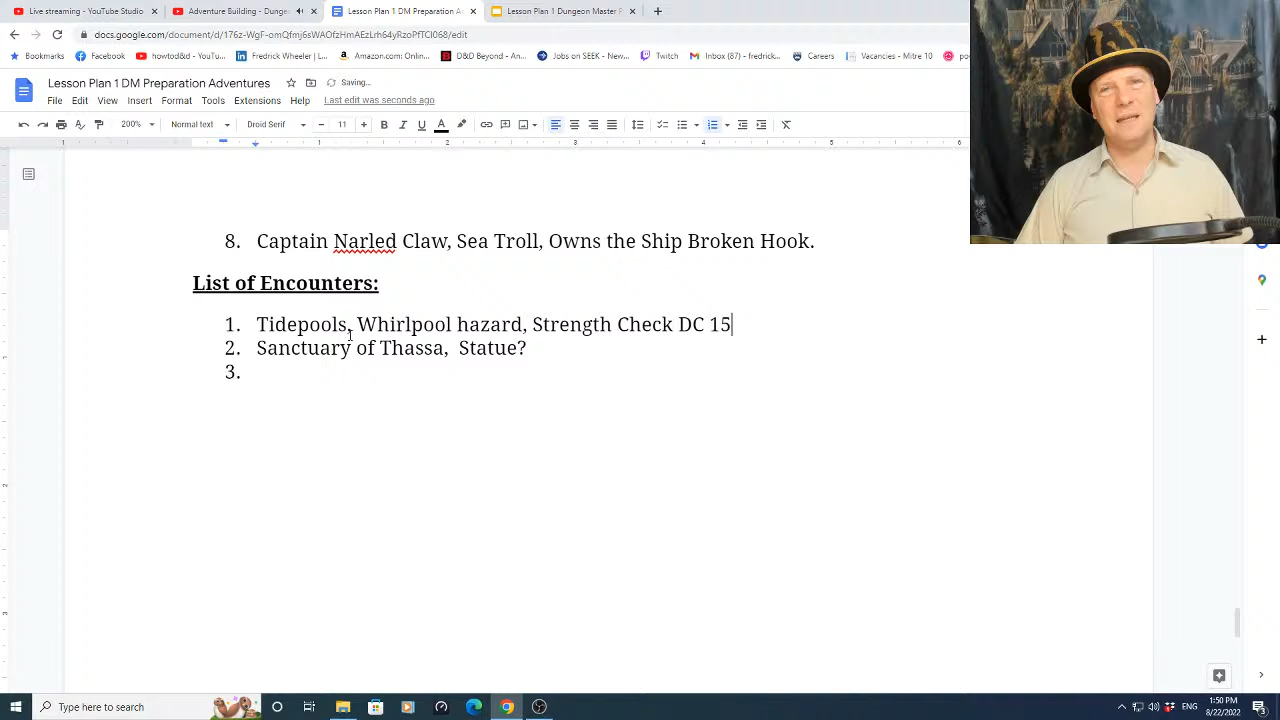 Live streaming - YouTube Studio
Adventure Building - Dunge
Lesson Plan 1 DM Preparation Ad
Lesson Plan 1 Dungeon Master P
docs.google.com/document/d/176z-WgF-mnQfmj6sWAOfzHmAEzLrh64yRzoPTCl068/edit
Bookmarks
Facebook
howtodnd - YouTu...
Fredrick Wheeler | ...
Amazon.com: Onlin...
D&D Beyond - An...
Jobs on SEEK - New...
Twitch
Inbox (87) - fredrick...
Careers
Vacancies - Mitre 10
po
Lesson Plan 1 DM Preparation Adventures
Saving...
File Edit View Insert Format Tools Extensions Help Last edit was seconds ago
200% Normal text Droid Serif 11
8. Captain Narled Claw, Sea Troll, Owns the Ship Broken Hook.
List of Encounters:
1. Tidepools, Whirlpool hazard, Strength Check DC 15
2. Sanctuary of Thassa,  Statue?
3.
Type here to search
ENG
1:50 PM
8/22/2022